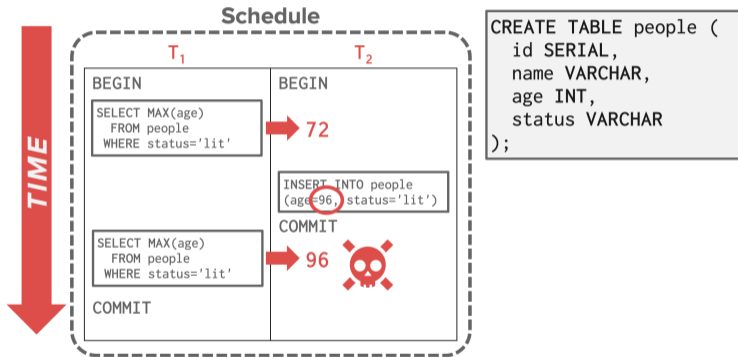 Schedule
TIME
T1
T2
BEGIN
BEGIN
SELECT MAX(age)
FROM people
WHERE status='lit'
72
INSERT INTO people
(age=96, status='lit')
COMMIT
SELECT MAX(age)
FROM people
WHERE status='lit'
96
COMMIT
CREATE TABLE people (
id SERIAL,
name VARCHAR,
age INT,
status VARCHAR
);